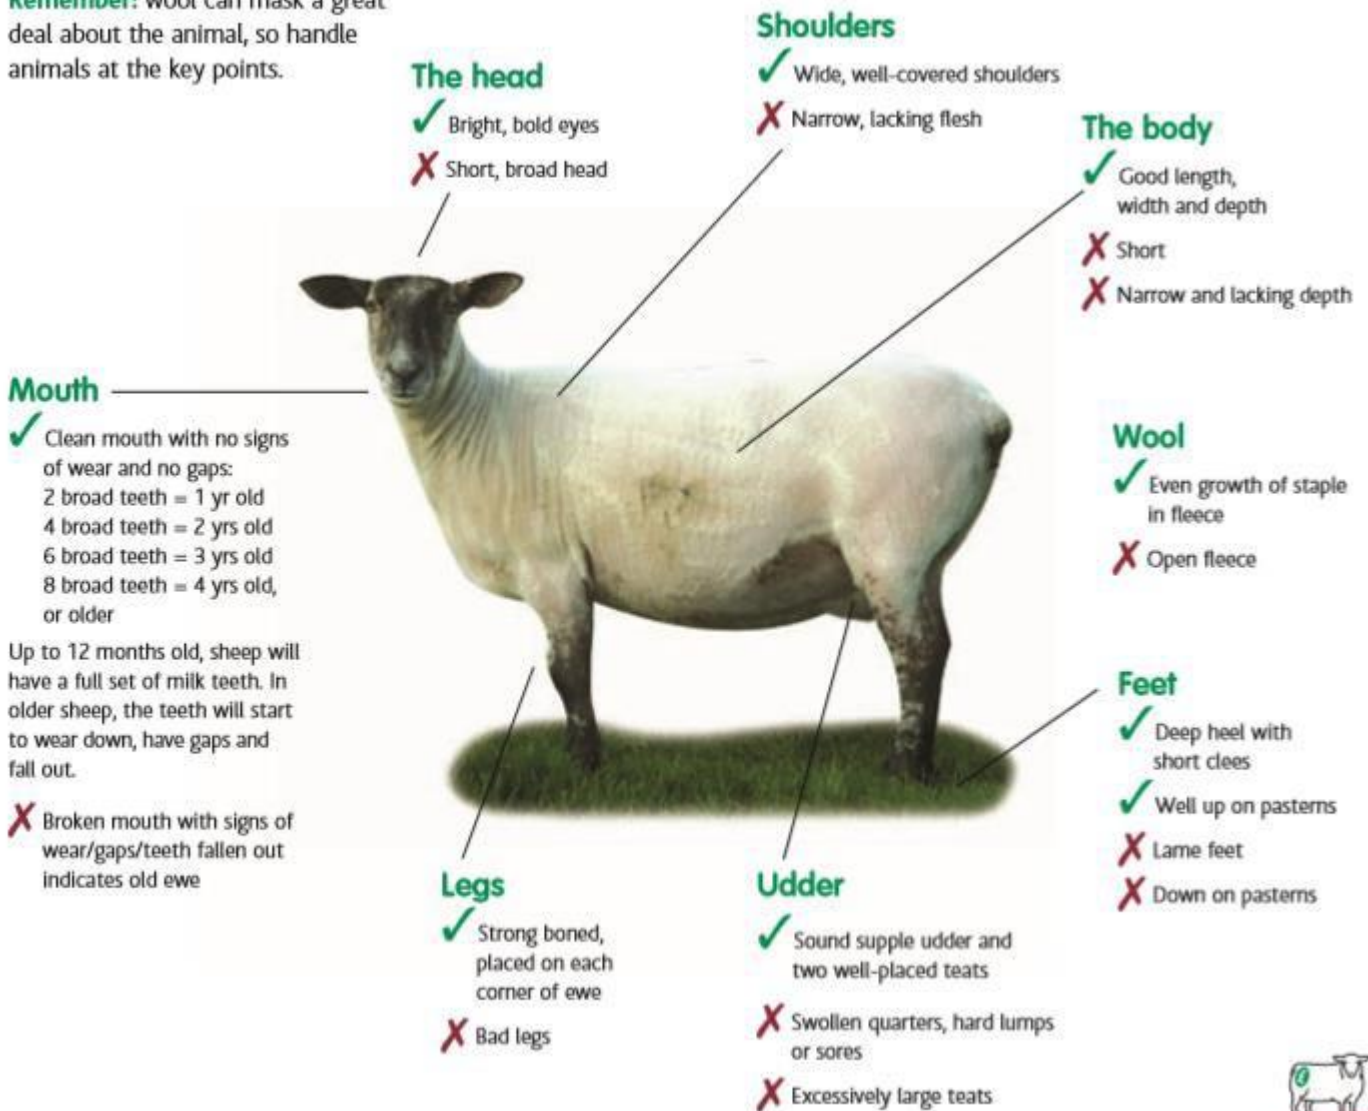 Remember: wool can mask a great
deal about the animal, so handle
animals at the key points.
The head
✓ Bright, bold eyes
✗ Short, broad head
Shoulders
✓ Wide, well-covered shoulders
✗ Narrow, lacking flesh
The body
✓ Good length,
width and depth
✗ Short
✗ Narrow and lacking depth
Mouth
✓ Clean mouth with no signs
of wear and no gaps:
2 broad teeth = 1 yr old
4 broad teeth = 2 yrs old
6 broad teeth = 3 yrs old
8 broad teeth = 4 yrs old,
or older
Up to 12 months old, sheep will
have a full set of milk teeth. In
older sheep, the teeth will start
to wear down, have gaps and
fall out.
✗ Broken mouth with signs of
wear/gaps/teeth fallen out
indicates old ewe
Wool
✓ Even growth of staple
in fleece
✗ Open fleece
Feet
✓ Deep heel with
short clees
✓ Well up on pasterns
✗ Lame feet
✗ Down on pasterns
Legs
✓ Strong boned,
placed on each
corner of ewe
✗ Bad legs
Udder
✓ Sound supple udder and
two well-placed teats
✗ Swollen quarters, hard lumps
or sores
✗ Excessively large teats